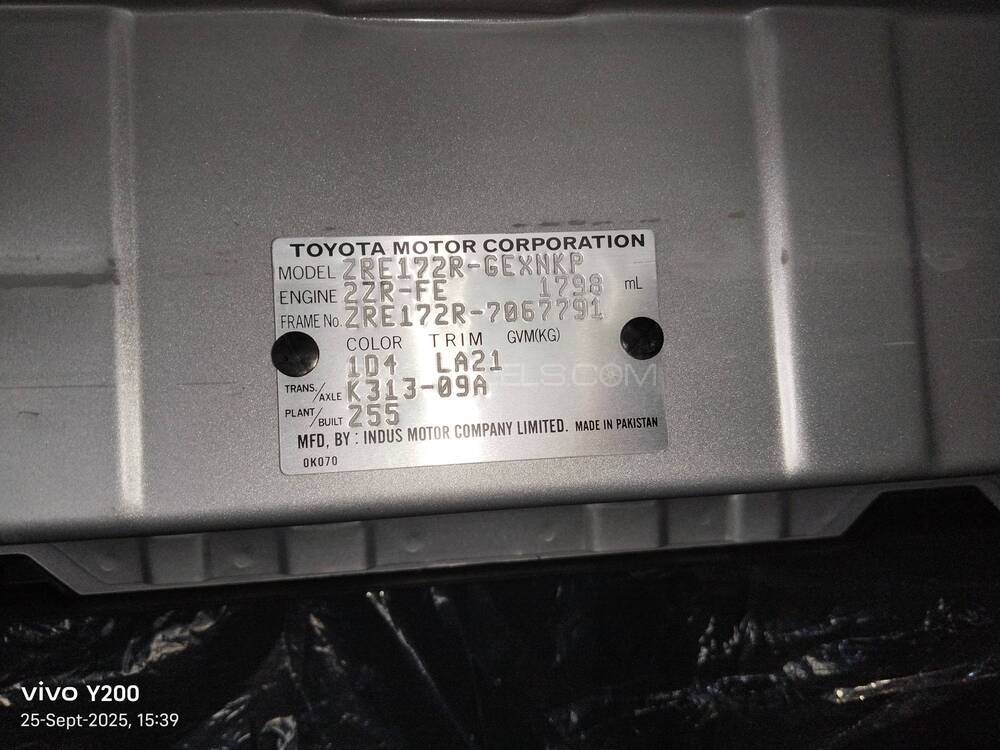 TOYOTA MOTOR CORPORATION
MODEL ZRE172R-GEXNKP
ENGINE 2ZR-FE 1798 mL
FRAME No. ZRE172R-7067791
COLOR TRIM GVM(KG)
1D4 LA21
TRANS./AXLE K313-09A
PLANT/BUILT Z55
MFD, BY : INDUS MOTOR COMPANY LIMITED. MADE IN PAKISTAN
0K070
vivo Y200
25-Sept-2025, 15:39